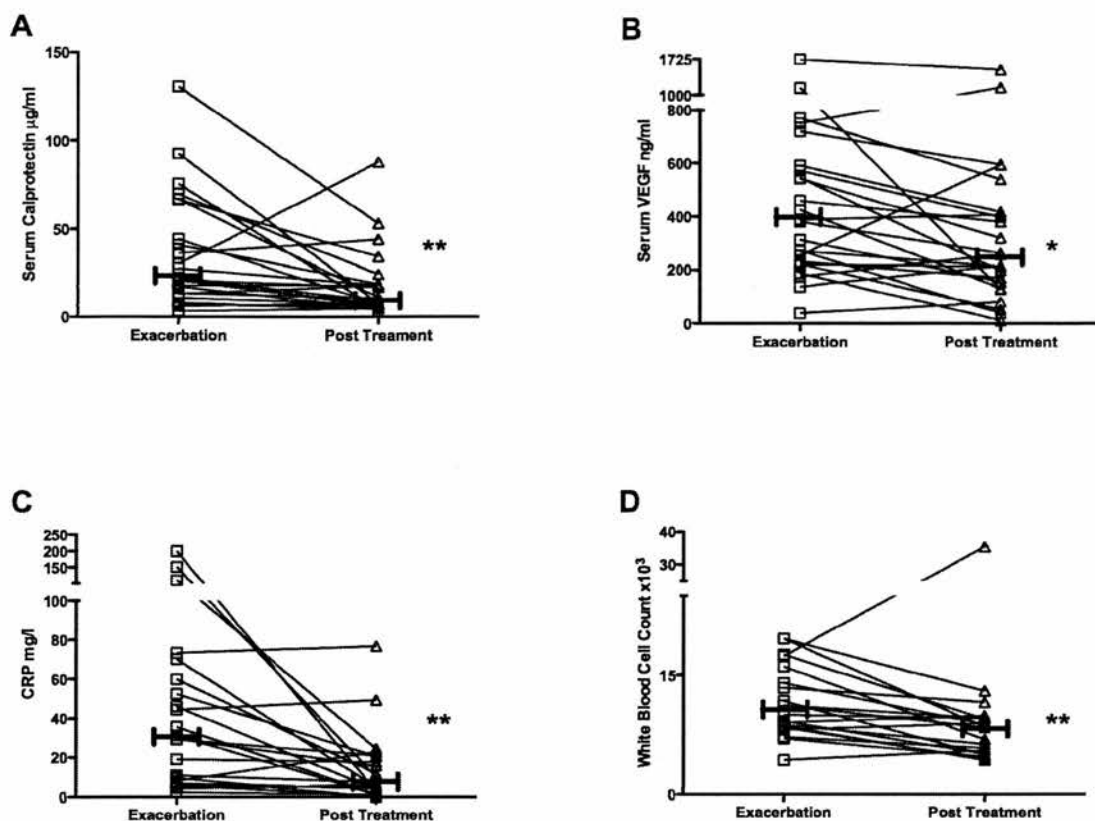 A
Serum Calprotectin µg/ml
150
100
50
0
Exacerbation Post Treament
**
B
Serum VEGF ng/ml
1725
1000
800
600
400
200
0
Exacerbation Post Treatment
*
C
CRP mg/l
250
200
150
100
80
60
40
20
0
Exacerbation Post Treatment
**
D
White Blood Cell Count x10³
40
30
15
0
Exacerbation Post Treatment
**